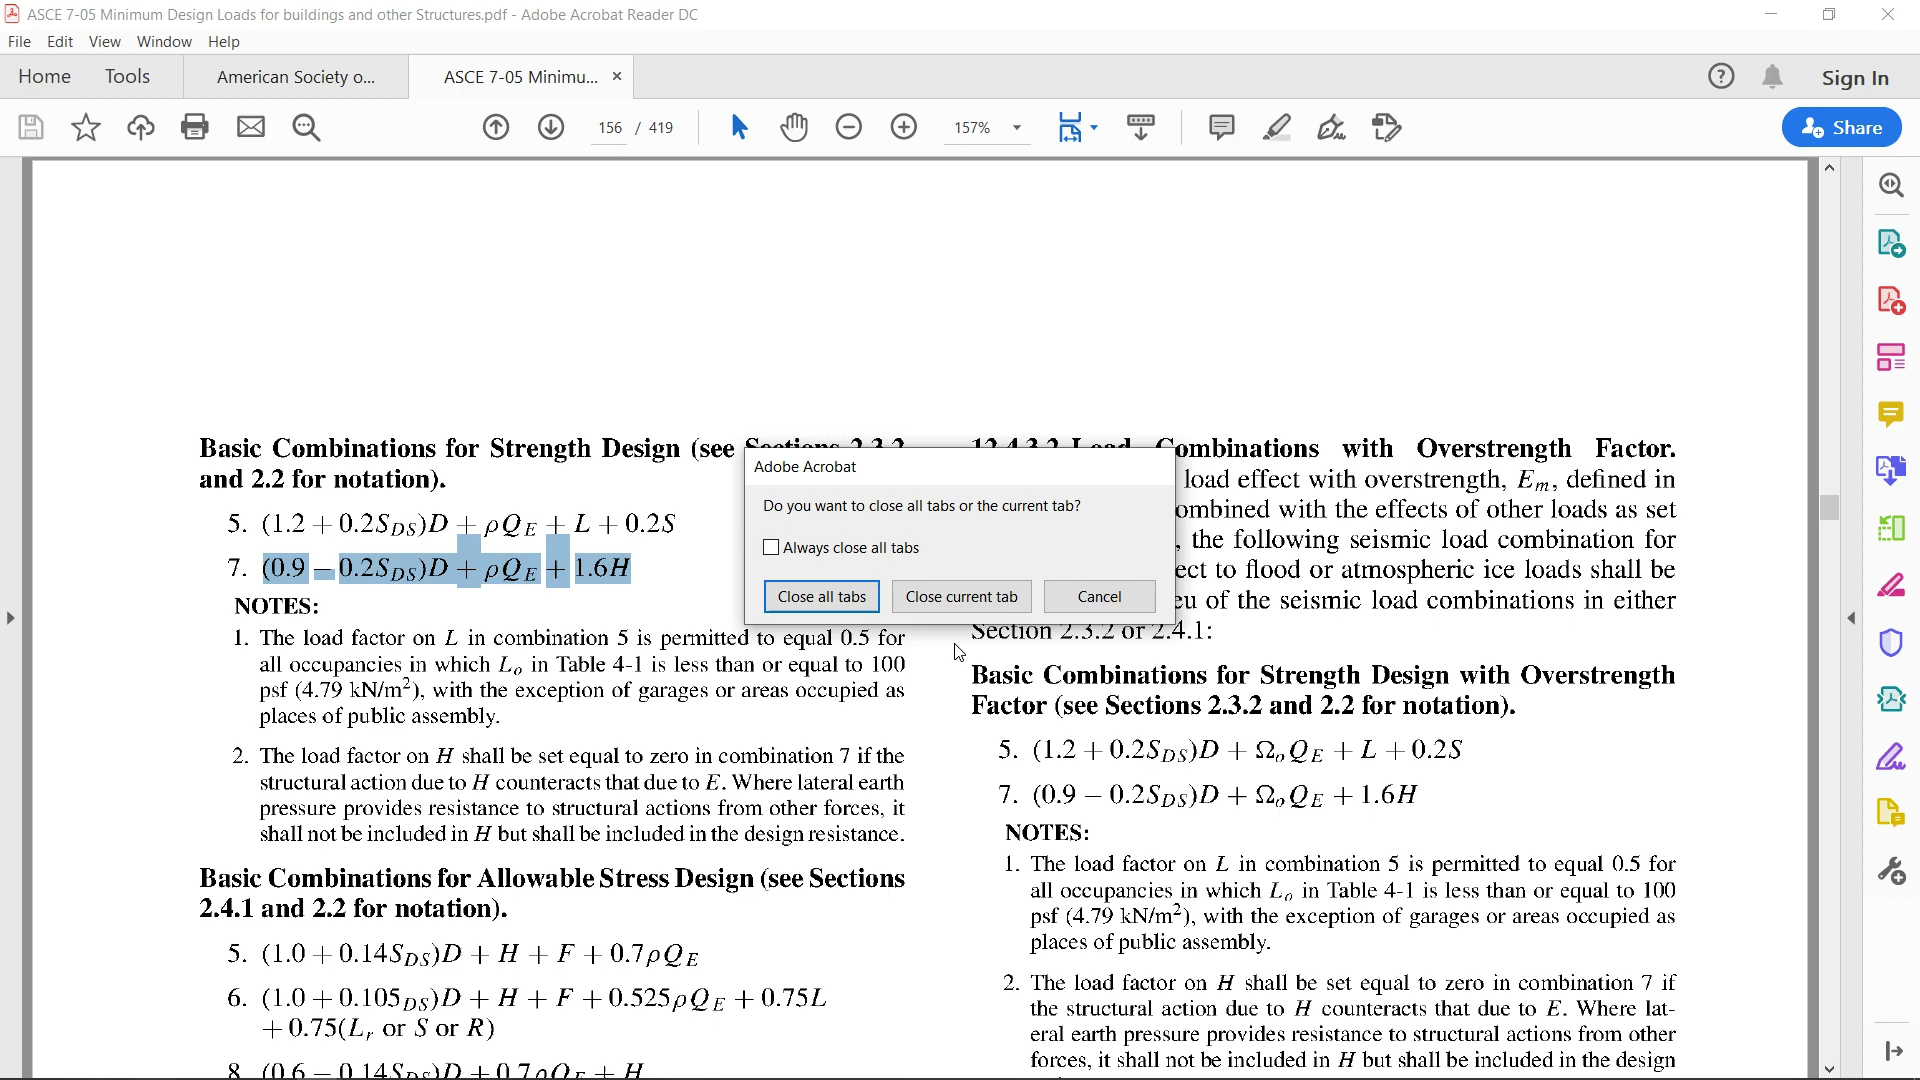 ASCE 7-05 Minimum Design Loads for buildings and other Structures.pdf - Adobe Acrobat Reader DC
File Edit View Window Help
Home Tools American Society o... ASCE 7-05 Minimu... ×
Sign In
156 / 419 157% Share
Basic Combinations for Strength Design (see Sections 2.3.2
and 2.2 for notation).
5. (1.2 + 0.2S_DS)D + ρQ_E + L + 0.2S
7. (0.9 − 0.2S_DS)D + ρQ_E + 1.6H
NOTES:
1. The load factor on L in combination 5 is permitted to equal 0.5 for
all occupancies in which L_o in Table 4-1 is less than or equal to 100
psf (4.79 kN/m²), with the exception of garages or areas occupied as
places of public assembly.
2. The load factor on H shall be set equal to zero in combination 7 if the
structural action due to H counteracts that due to E. Where lateral earth
pressure provides resistance to structural actions from other forces, it
shall not be included in H but shall be included in the design resistance.
Basic Combinations for Allowable Stress Design (see Sections
2.4.1 and 2.2 for notation).
5. (1.0 + 0.14S_DS)D + H + F + 0.7ρQ_E
6. (1.0 + 0.105_DS)D + H + F + 0.525ρQ_E + 0.75L
+ 0.75(L_r or S or R)
8. (0.6 − 0.14S_DS)D + 0.7ρQ_E + H
Adobe Acrobat
Do you want to close all tabs or the current tab?
Always close all tabs
Close all tabs Close current tab Cancel
12.4.3.2 Load Combinations with Overstrength Factor.
load effect with overstrength, E_m, defined in
ombined with the effects of other loads as set
, the following seismic load combination for
ect to flood or atmospheric ice loads shall be
eu of the seismic load combinations in either
Section 2.3.2 or 2.4.1:
Basic Combinations for Strength Design with Overstrength
Factor (see Sections 2.3.2 and 2.2 for notation).
5. (1.2 + 0.2S_DS)D + Ω_oQ_E + L + 0.2S
7. (0.9 − 0.2S_DS)D + Ω_oQ_E + 1.6H
NOTES:
1. The load factor on L in combination 5 is permitted to equal 0.5 for
all occupancies in which L_o in Table 4-1 is less than or equal to 100
psf (4.79 kN/m²), with the exception of garages or areas occupied as
places of public assembly.
2. The load factor on H shall be set equal to zero in combination 7 if
the structural action due to H counteracts that due to E. Where lat-
eral earth pressure provides resistance to structural actions from other
forces, it shall not be included in H but shall be included in the design